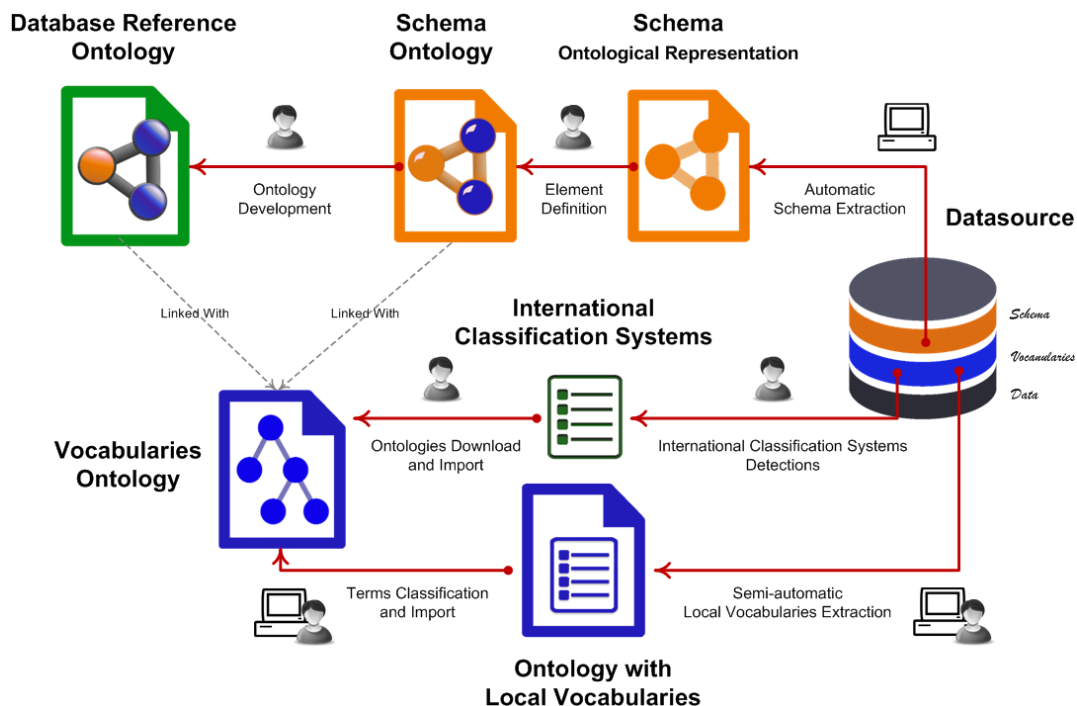 Database Reference
Ontology
Schema
Ontology
Schema
Ontological Representation
Ontology
Development
Element
Definition
Automatic
Schema Extraction
Datasource
Linked With
Linked With
International
Classification Systems
Schema
Vocanularies
Data
Vocabularies
Ontology
Ontologies Download
and Import
International Classification Systems
Detections
Terms Classification
and Import
Semi-automatic
Local Vocabularies Extraction
Ontology with
Local Vocabularies